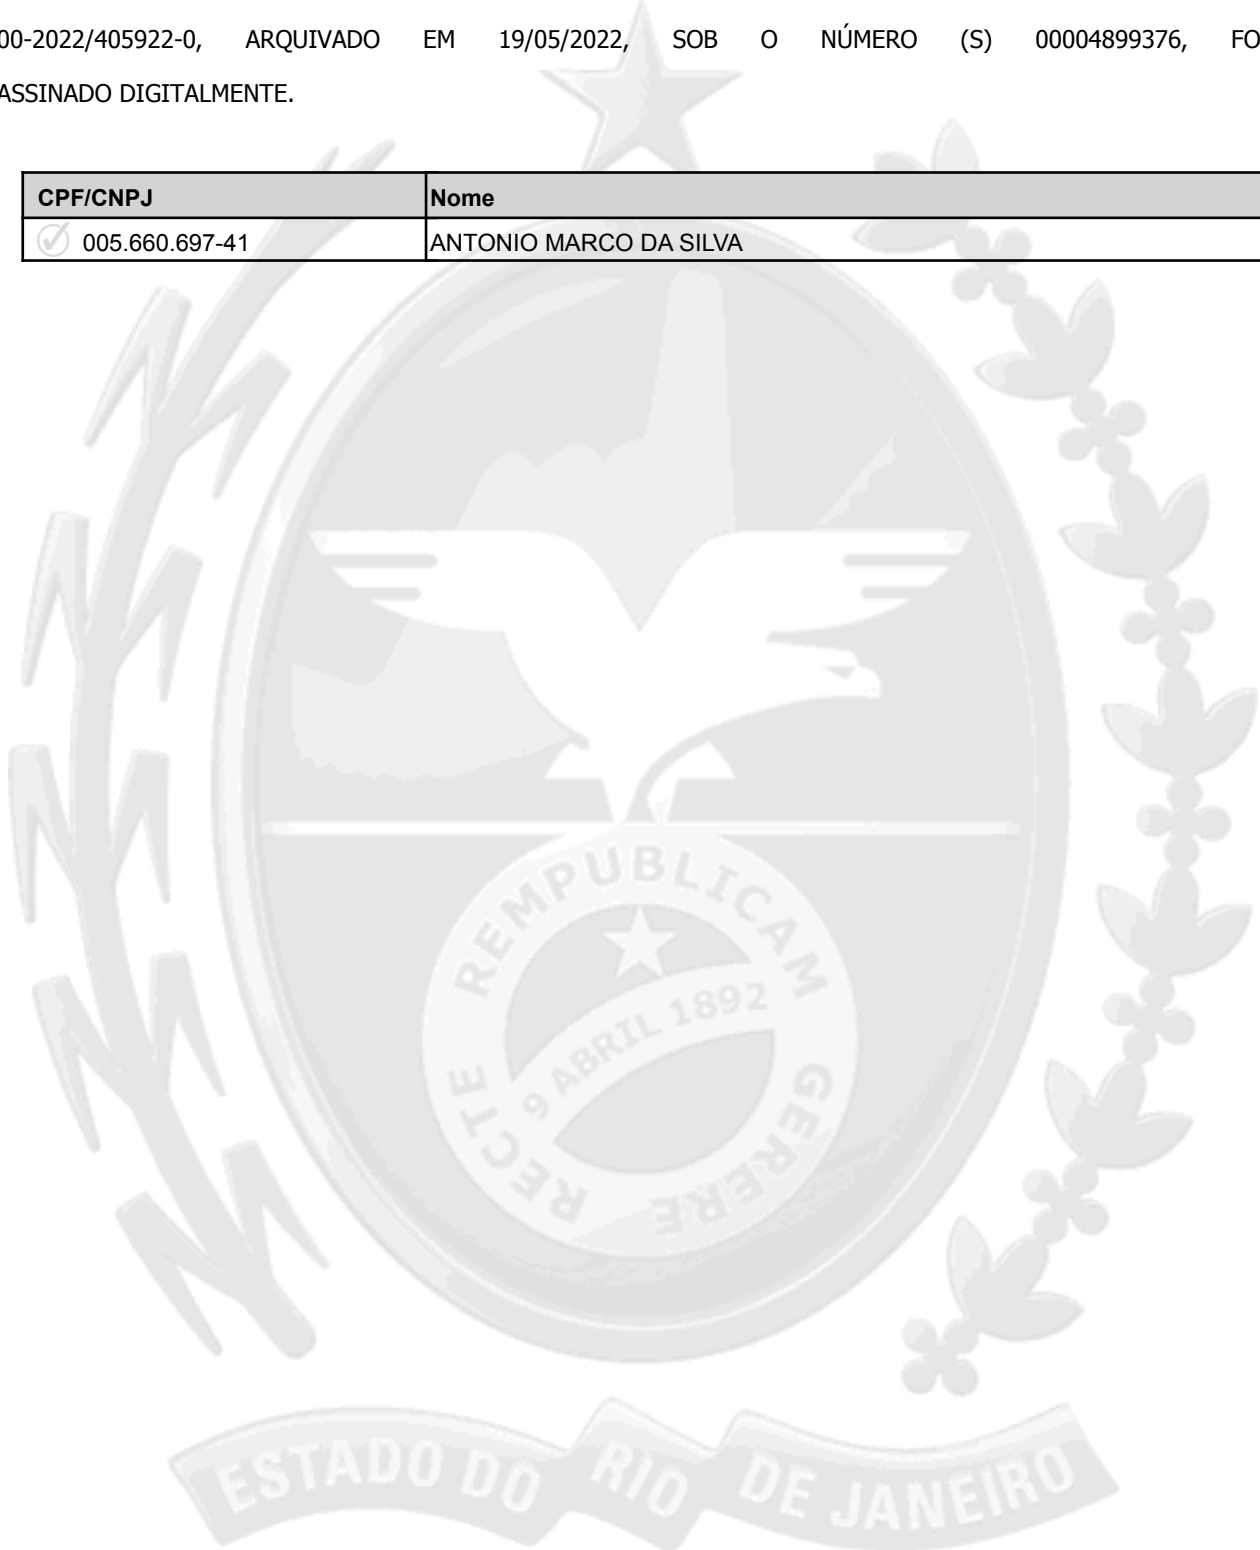 00-2022/405922-0, ARQUIVADO EM 19/05/2022, SOB O NÚMERO (S) 00004899376, FO
ASSINADO DIGITALMENTE.
CPF/CNPJ Nome
005.660.697-41 ANTONIO MARCO DA SILVA
RECTE REMPUBLICAM GERERE
9 ABRIL 1892
ESTADO DO RIO DE JANEIRO